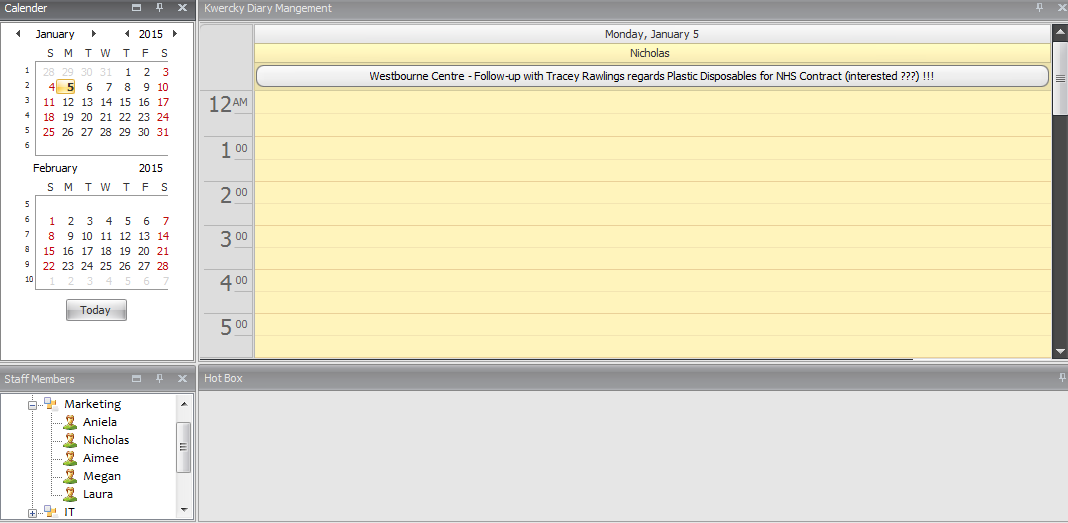 Calender
January 2015
S M T W T F S
1 28 29 30 31 1 2 3
2 4 5 6 7 8 9 10
3 11 12 13 14 15 16 17
4 18 19 20 21 22 23 24
5 25 26 27 28 29 30 31
6
February 2015
S M T W T F S
5
6 1 2 3 4 5 6 7
7 8 9 10 11 12 13 14
8 15 16 17 18 19 20 21
9 22 23 24 25 26 27 28
10 1 2 3 4 5 6 7
Today
Kwercky Diary Mangement
Monday, January 5
Nicholas
Westbourne Centre - Follow-up with Tracey Rawlings regards Plastic Disposables for NHS Contract (interested ???) !!!
12 AM
1 00
2 00
3 00
4 00
5 00
Staff Members
Marketing
Aniela
Nicholas
Aimee
Megan
Laura
IT
Hot Box